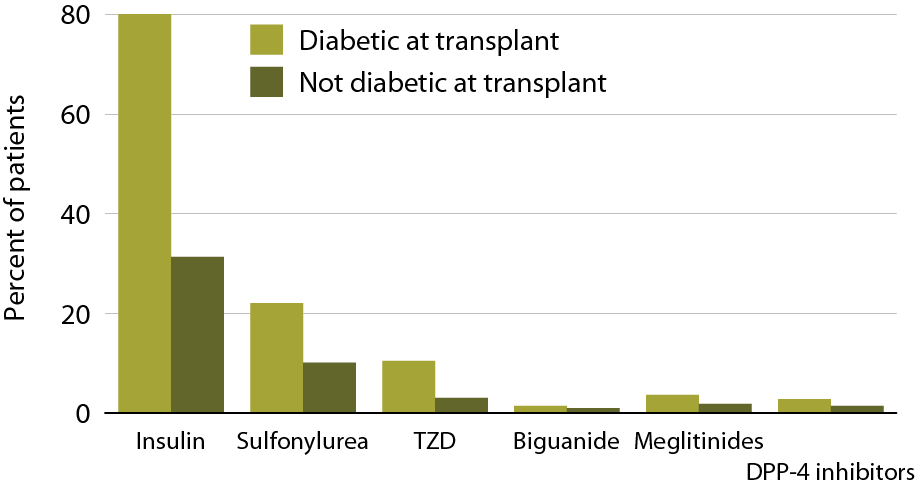 Percent of patients
80
60
40
20
0
Diabetic at transplant
Not diabetic at transplant
Insulin
Sulfonylurea
TZD
Biguanide
Meglitinides
DPP-4 inhibitors